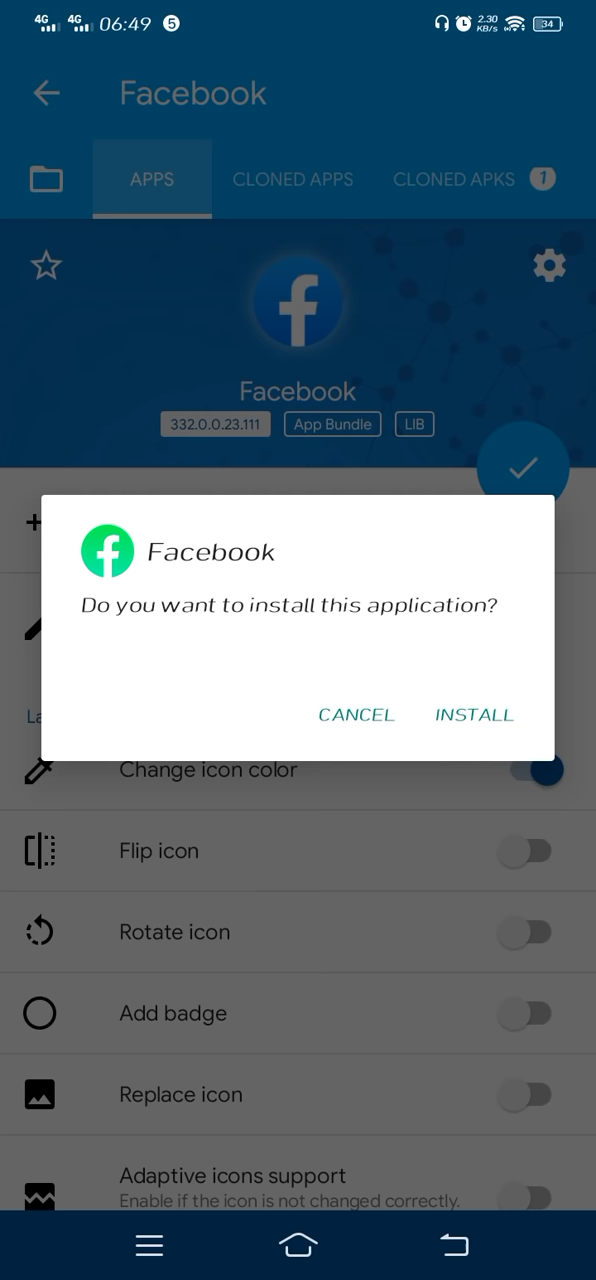 4G 4G 06:49 5 2.30 KB/s 34
Facebook
APPS CLONED APPS CLONED APKS 1
Facebook
332.0.0.23.111 App Bundle LIB
Facebook
Do you want to install this application?
CANCEL INSTALL
La
Change icon color
Flip icon
Rotate icon
Add badge
Replace icon
Adaptive icons support
Enable if the icon is not changed correctly.